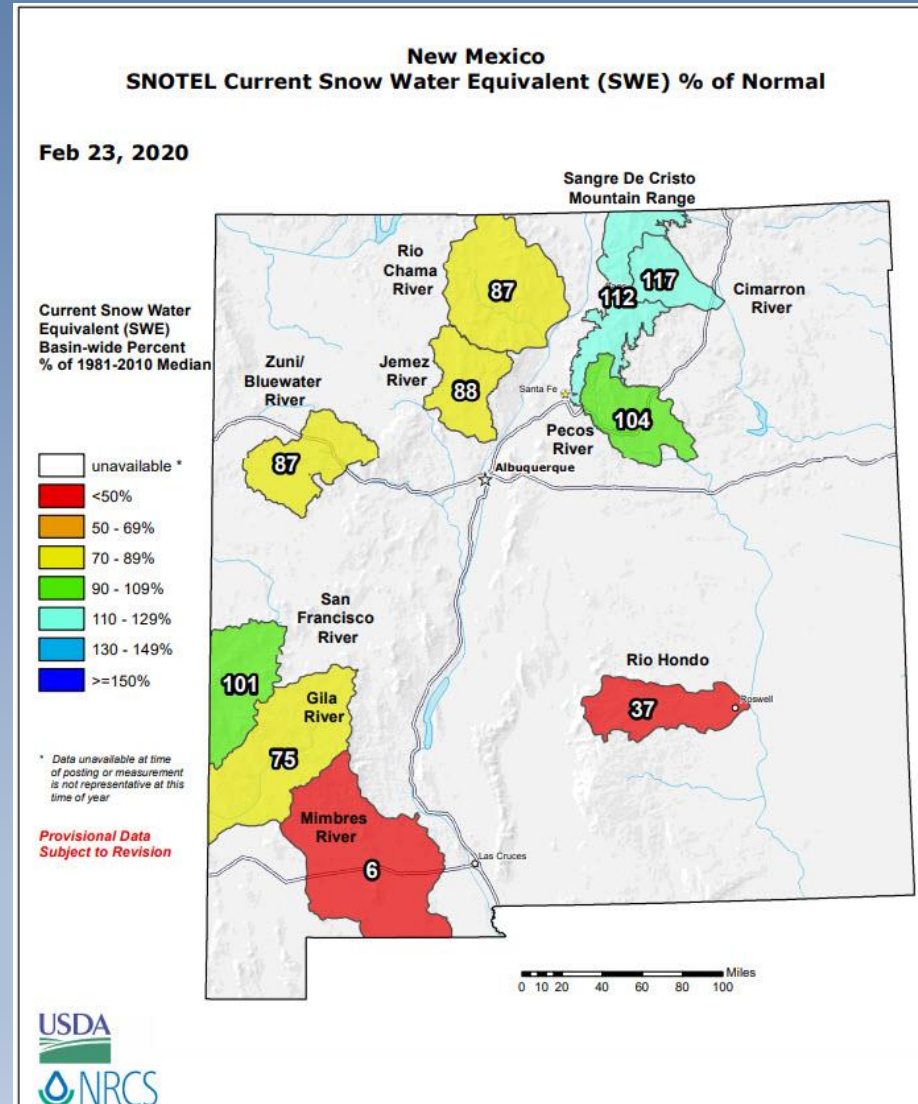 New Mexico
SNOTEL Current Snow Water Equivalent (SWE) % of Normal
Feb 23, 2020
Sangre De Cristo
Mountain Range
Rio
Chama
River
87
117
112
Cimarron
River
Current Snow Water
Equivalent (SWE)
Basin-wide Percent
% of 1981-2010 Median
Zuni/
Bluewater
River
Jemez
River
88
Santa Fe
104
Pecos
River
87
Albuquerque
unavailable *
<50%
50 - 69%
70 - 89%
90 - 109%
110 - 129%
130 - 149%
>=150%
San
Francisco
River
101
Rio Hondo
37
Roswell
Gila
River
75
* Data unavailable at time
of posting or measurement
is not representative at this
time of year
Provisional Data
Subject to Revision
Mimbres
River
6
Las Cruces
Miles
0 10 20 40 60 80 100
USDA
NRCS